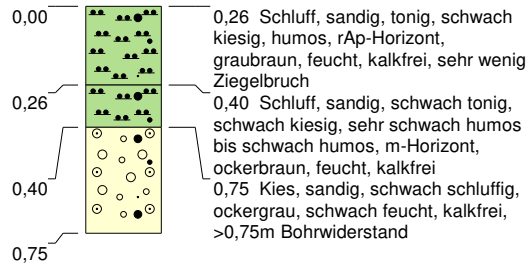 0,00
0,26 Schluff, sandig, tonig, schwach
kiesig, humos, rAp-Horizont,
graubraun, feucht, kalkfrei, sehr wenig
Ziegelbruch
0,26
0,40 Schluff, sandig, schwach tonig,
schwach kiesig, sehr schwach humos
bis schwach humos, m-Horizont,
ockerbraun, feucht, kalkfrei
0,40
0,75 Kies, sandig, schwach schluffig,
ockergrau, schwach feucht, kalkfrei,
>0,75m Bohrwiderstand
0,75